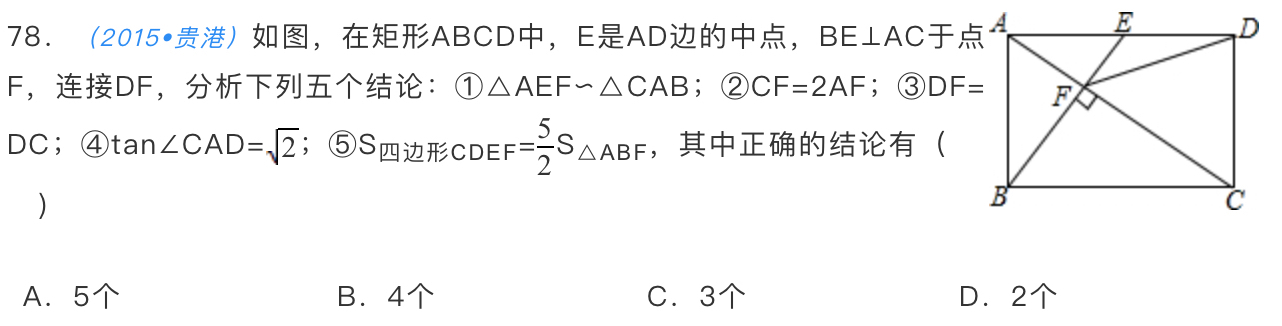 78. （2015•贵港）如图，在矩形ABCD中，E是AD边的中点，BE⊥AC于点
F，连接DF，分析下列五个结论：①△AEF∽△CAB；②CF=2AF；③DF=
DC；④tan∠CAD=√2；⑤S四边形CDEF=5/2S△ABF，其中正确的结论有（
）
A. 5个 B. 4个 C. 3个 D. 2个
A E D
F
B C